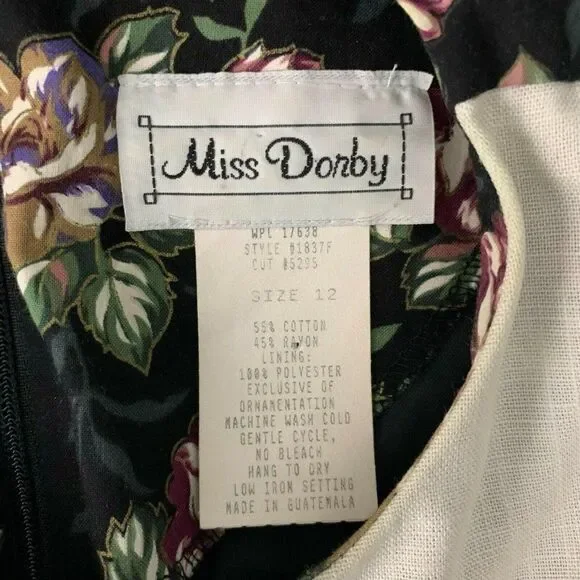 Miss Dorby
WPL 17638
STYLE #1837F
CUT #5295
SIZE 12
55% COTTON
45% RAYON
LINING:
100% POLYESTER
EXCLUSIVE OF
ORNAMENTATION
MACHINE WASH COLD
GENTLE CYCLE,
NO BLEACH
HANG TO DRY
LOW IRON SETTING
MADE IN GUATEMALA